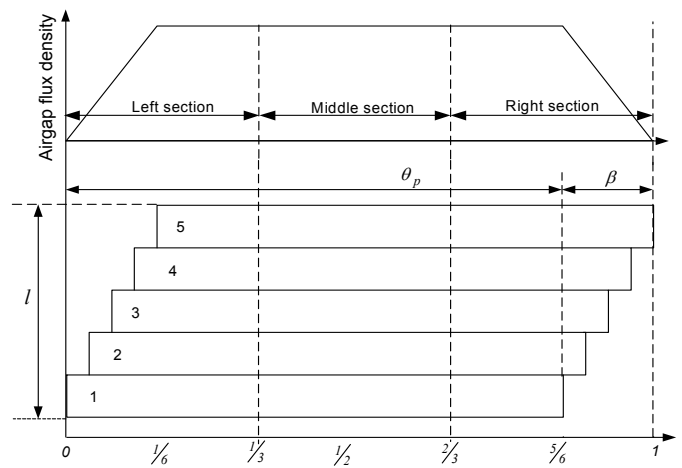 Airgap flux density
Left section
Middle section
Right section
θp
β
5
4
l
3
2
1
0
1/6
1/3
1/2
2/3
5/6
1